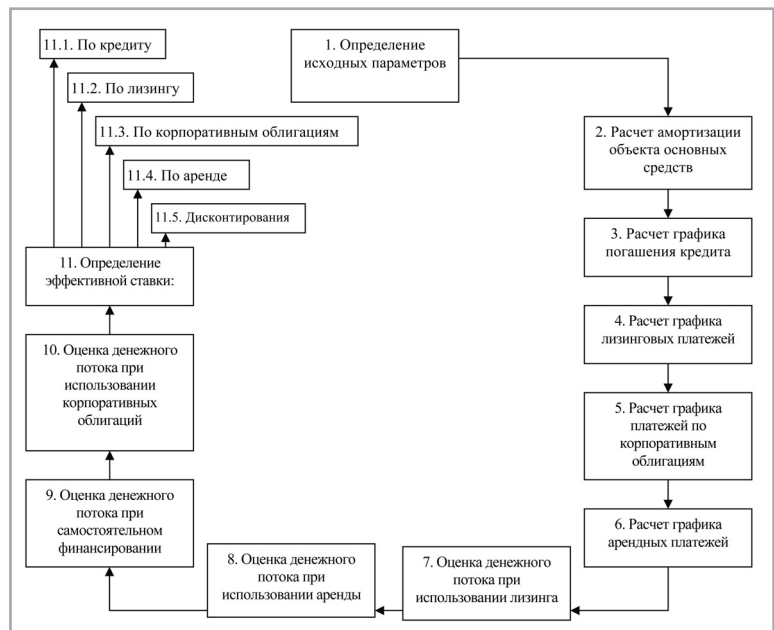 1. Определение
исходных параметров
2. Расчет амортизации
объекта основных
средств
3. Расчет графика
погашения кредита
4. Расчет графика
лизинговых платежей
5. Расчет графика
платежей по
корпоративным
облигациям
6. Расчет графика
арендных платежей
7. Оценка денежного
потока при
использовании лизинга
8. Оценка денежного
потока при
использовании аренды
9. Оценка денежного
потока при
самостоятельном
финансировании
10. Оценка денежного
потока при
использовании
корпоративных
облигаций
11. Определение
эффективной ставки:
11.1. По кредиту
11.2. По лизингу
11.3. По корпоративным облигациям
11.4. По аренде
11.5. Дисконтирования